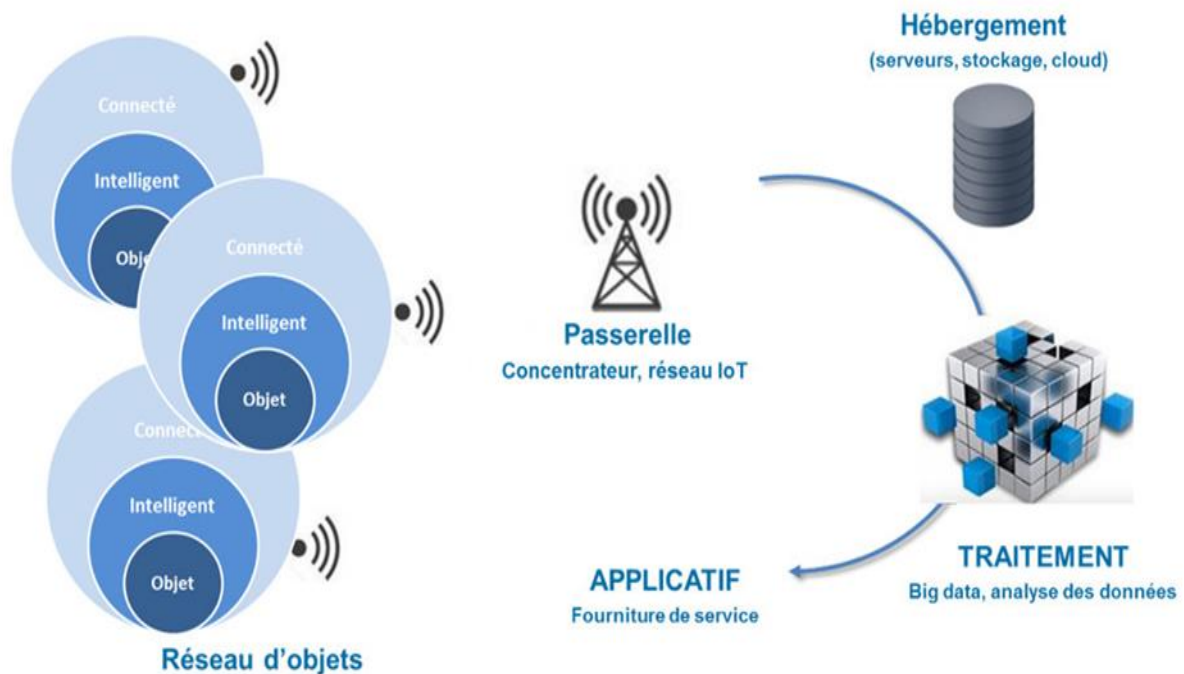 Connecté
Intelligent
Connecté
Intelligent
Objet
Intelligent
Objet
Réseau d'objets
Passerelle
Concentrateur, réseau IoT
Hébergement
(serveurs, stockage, cloud)
TRAITEMENT
Big data, analyse des données
APPLICATIF
Fourniture de service